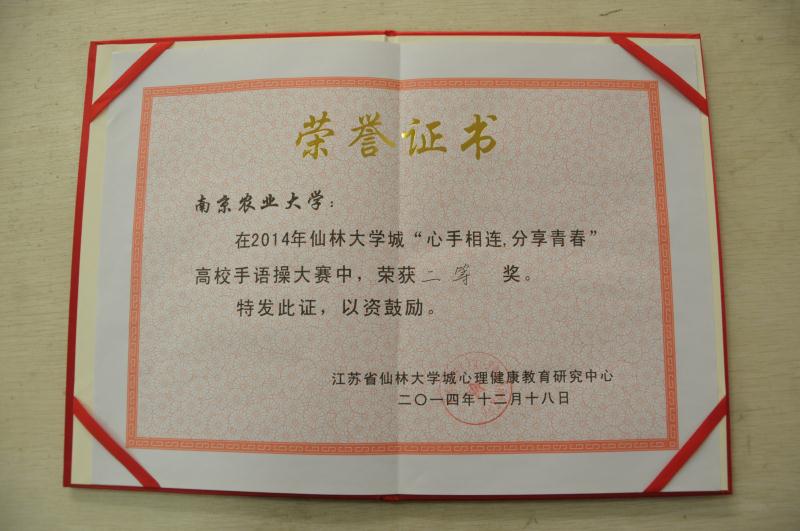 荣誉证书
南京农业大学：
在2014年仙林大学城“心手相连,分享青春”
高校手语操大赛中，荣获二等奖。
特发此证，以资鼓励。
江苏省仙林大学城心理健康教育研究中心
二〇一四年十二月十八日